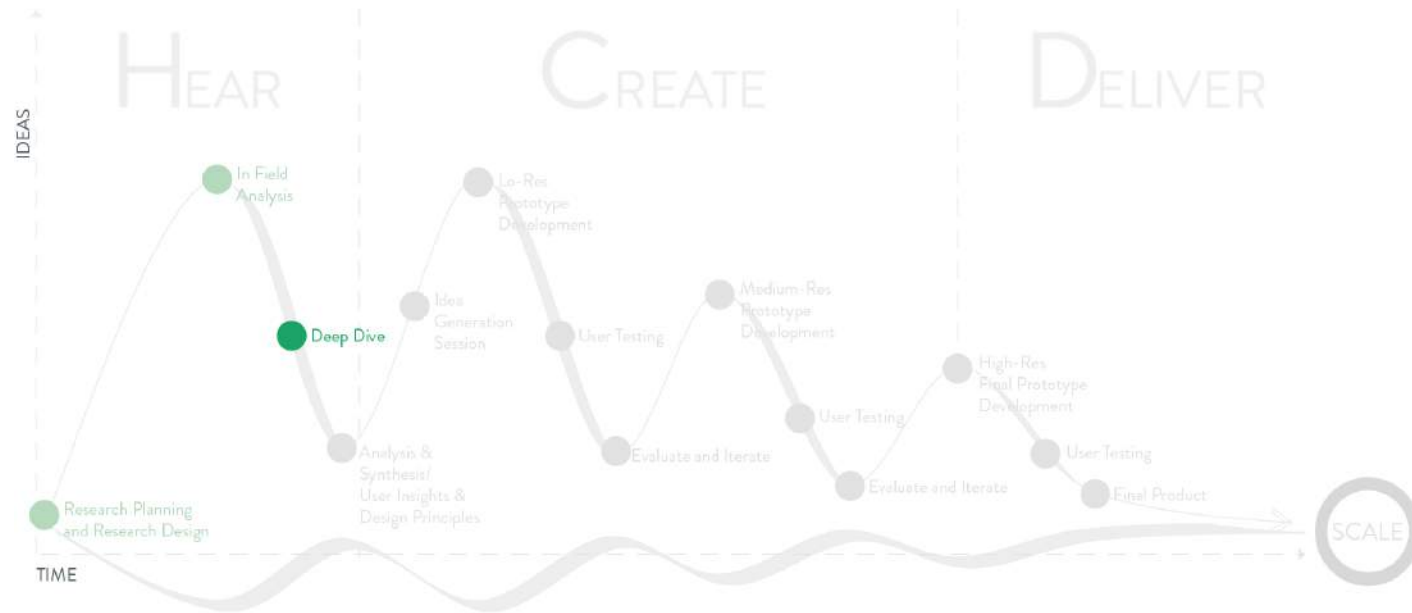 HEAR
CREATE
DELIVER
IDEAS
In Field
Analysis
Deep Dive
Research Planning
and Research Design
Analysis &
Synthesis/
User Insights &
Design Principles
Idea
Generation
Session
Lo-Res
Prototype
Development
User Testing
Evaluate and Iterate
Medium-Res
Prototype
Development
User Testing
Evaluate and Iterate
High-Res
Final Prototype
Development
User Testing
Final Product
SCALE
TIME